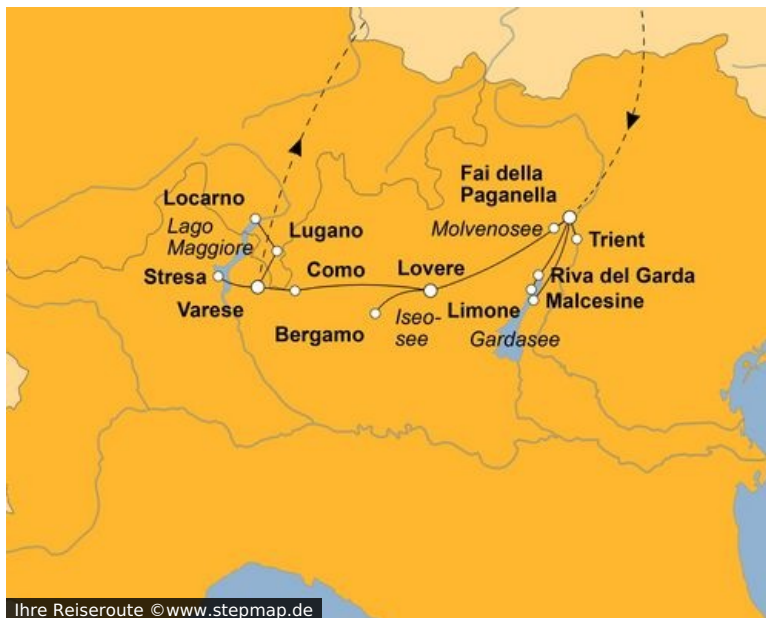 Fai della
Paganella
Locarno
Lago
Maggiore
Lugano
Molvenosee
Trient
Stresa
Como
Lovere
Riva del Garda
Varese
Limone
Malcesine
Bergamo
Iseo-
see
Gardasee
Ihre Reiseroute ©www.stepmap.de